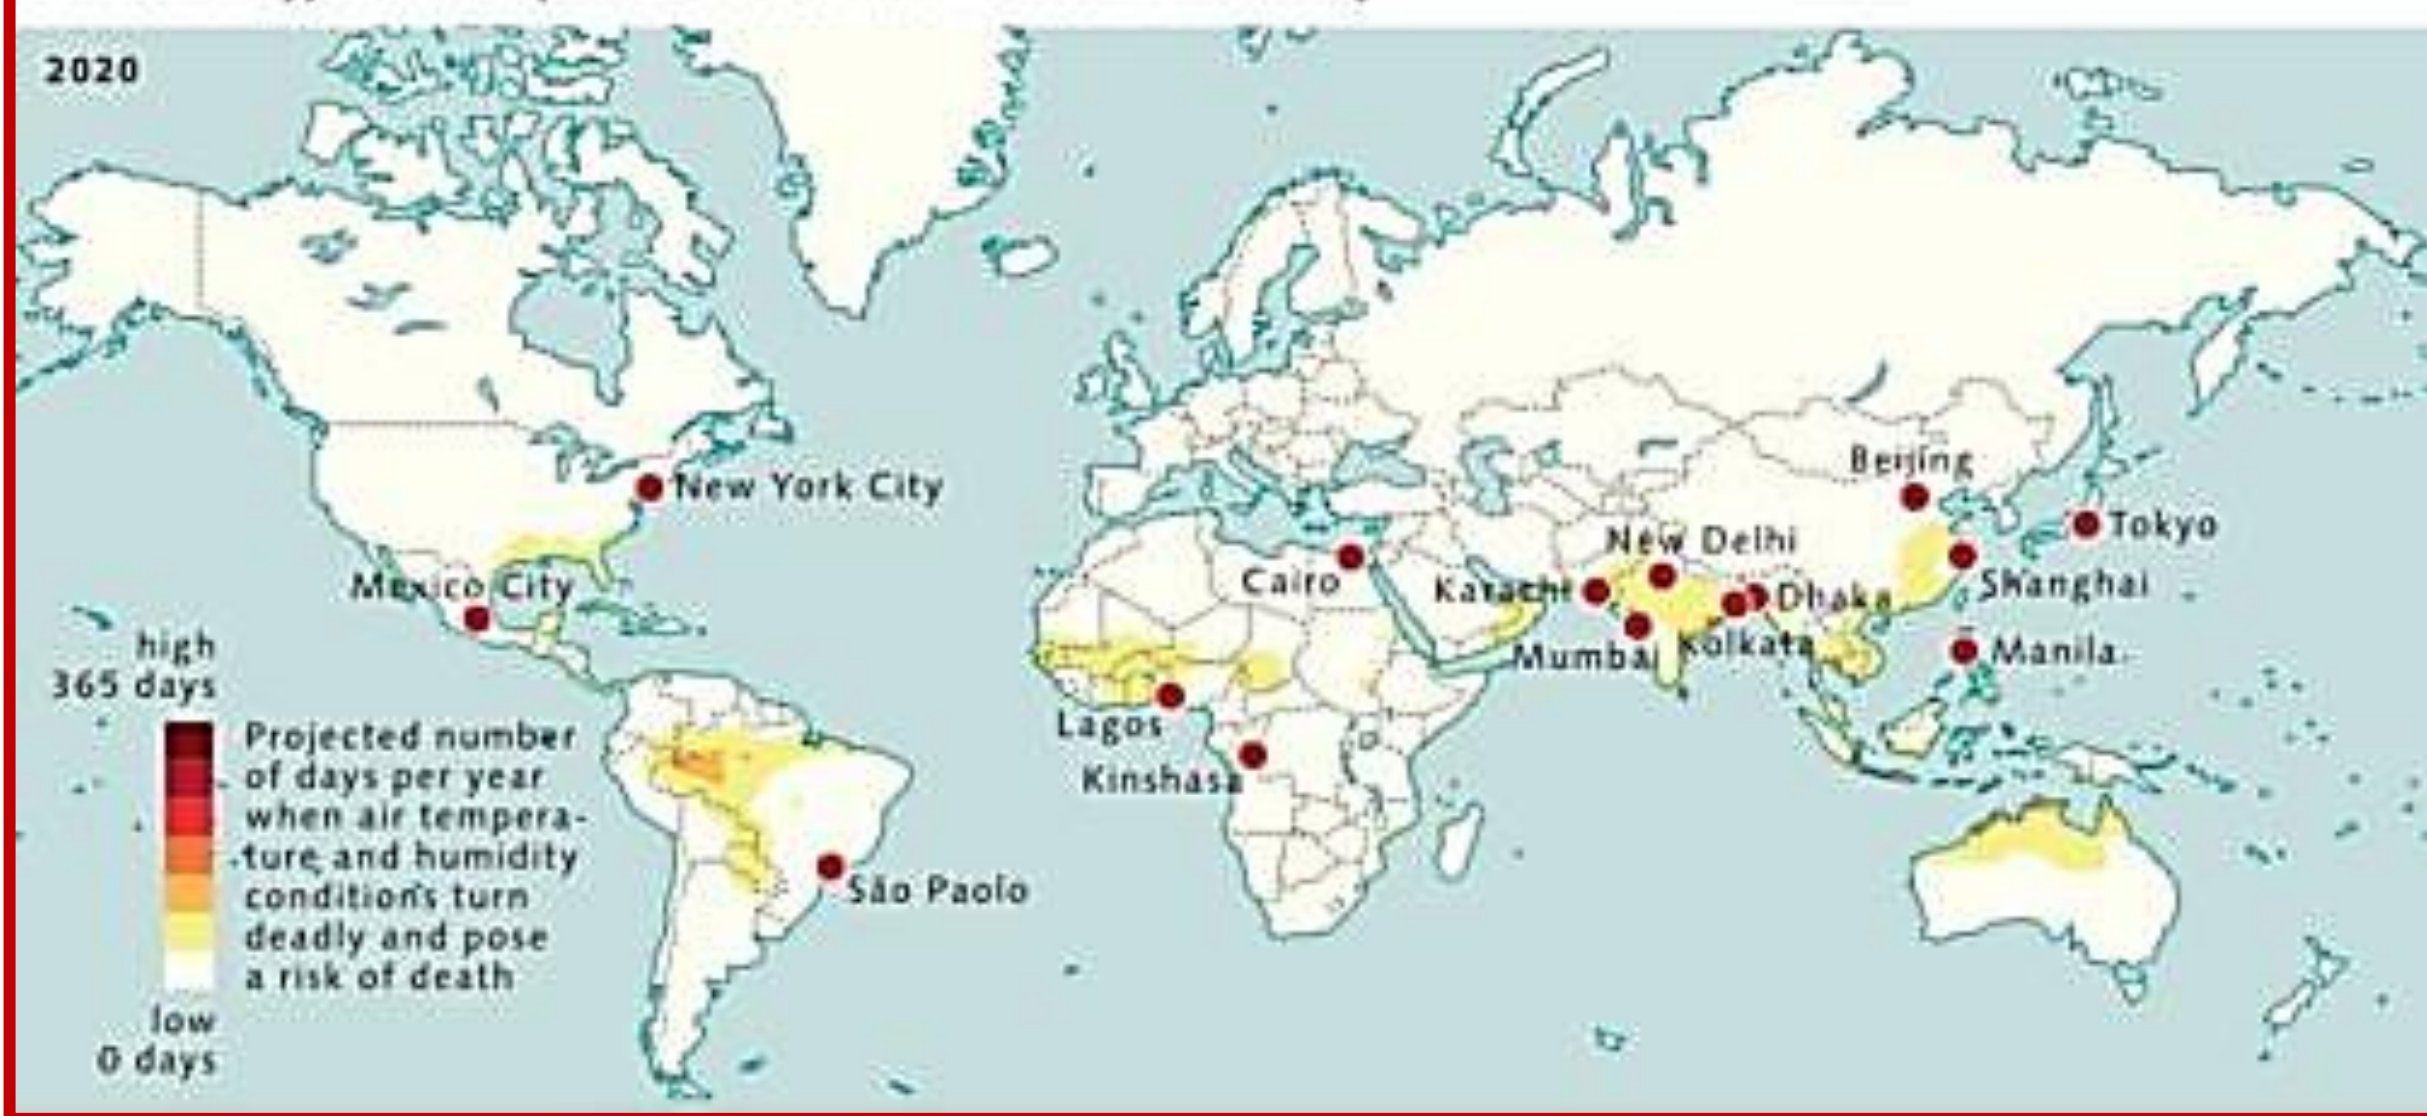 2020
New York City
Mexico City
São Paolo
Cairo
Lagos
Kinshasa
Karachi
New Delhi
Mumbai
Kolkata
Dhaka
Beijing
Tokyo
Shanghai
Manila
high
365 days
Projected number
of days per year
when air tempera-
ture and humidity
conditions turn
deadly and pose
a risk of death
low
0 days